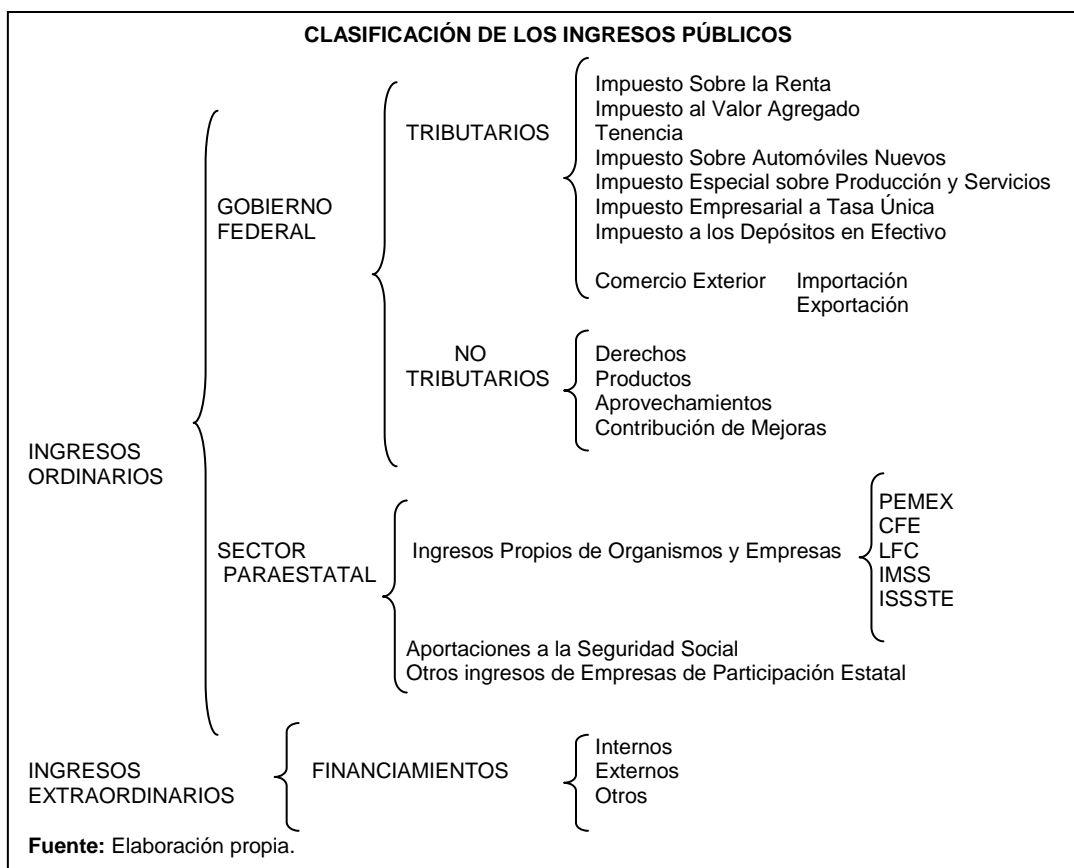 CLASIFICACIÓN DE LOS INGRESOS PÚBLICOS
INGRESOS
ORDINARIOS
GOBIERNO
FEDERAL
TRIBUTARIOS
Impuesto Sobre la Renta
Impuesto al Valor Agregado
Tenencia
Impuesto Sobre Automóviles Nuevos
Impuesto Especial sobre Producción y Servicios
Impuesto Empresarial a Tasa Única
Impuesto a los Depósitos en Efectivo
Comercio Exterior Importación
Exportación
NO
TRIBUTARIOS
Derechos
Productos
Aprovechamientos
Contribución de Mejoras
SECTOR
PARAESTATAL
Ingresos Propios de Organismos y Empresas
PEMEX
CFE
LFC
IMSS
ISSSTE
Aportaciones a la Seguridad Social
Otros ingresos de Empresas de Participación Estatal
INGRESOS
EXTRAORDINARIOS
FINANCIAMIENTOS
Internos
Externos
Otros
Fuente: Elaboración propia.